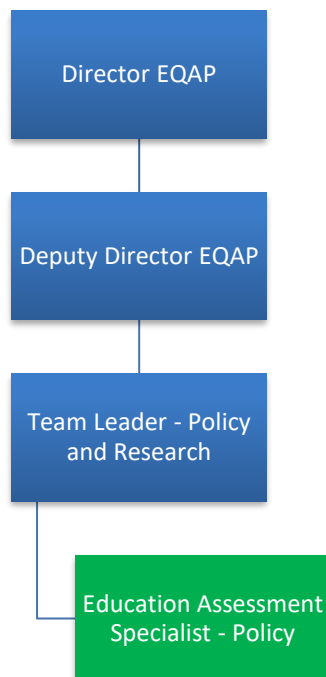 Director EQAP
Deputy Director EQAP
Team Leader - Policy
and Research
Education Assessment
Specialist - Policy